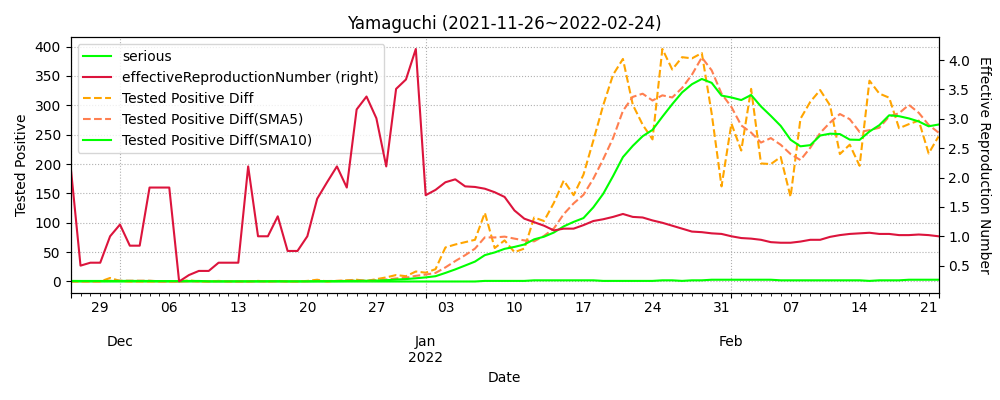 Yamaguchi (2021-11-26~2022-02-24)
serious
effectiveReproductionNumber (right)
Tested Positive Diff
Tested Positive Diff(SMA5)
Tested Positive Diff(SMA10)
Tested Positive
400
350
300
250
200
150
100
50
0
4.0
3.5
3.0
2.5
2.0
1.5
1.0
0.5
Effective Reproduction Number
29 06 13 20 27 03 10 17 24 31 07 14 21
Dec Jan Feb
2022
Date